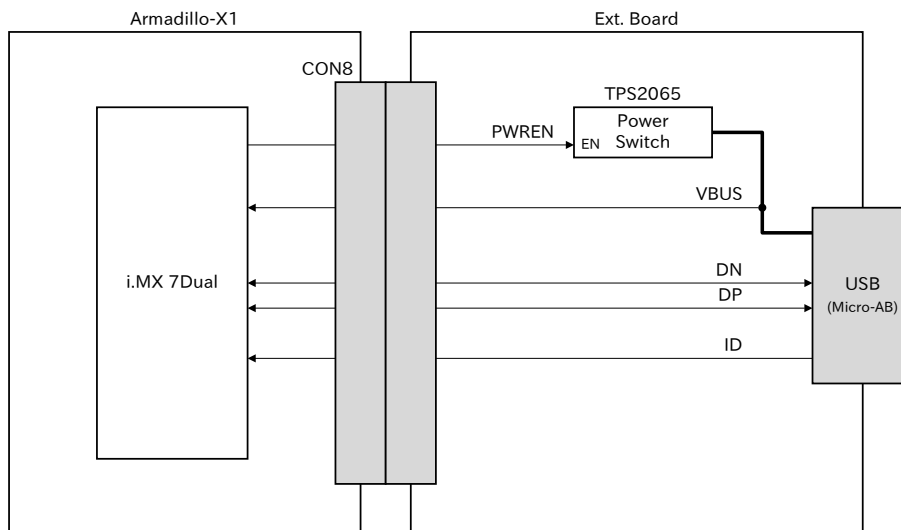 Armadillo-X1
Ext. Board
CON8
TPS2065
Power
Switch
PWREN
EN
VBUS
i.MX 7Dual
DN
DP
USB
(Micro-AB)
ID